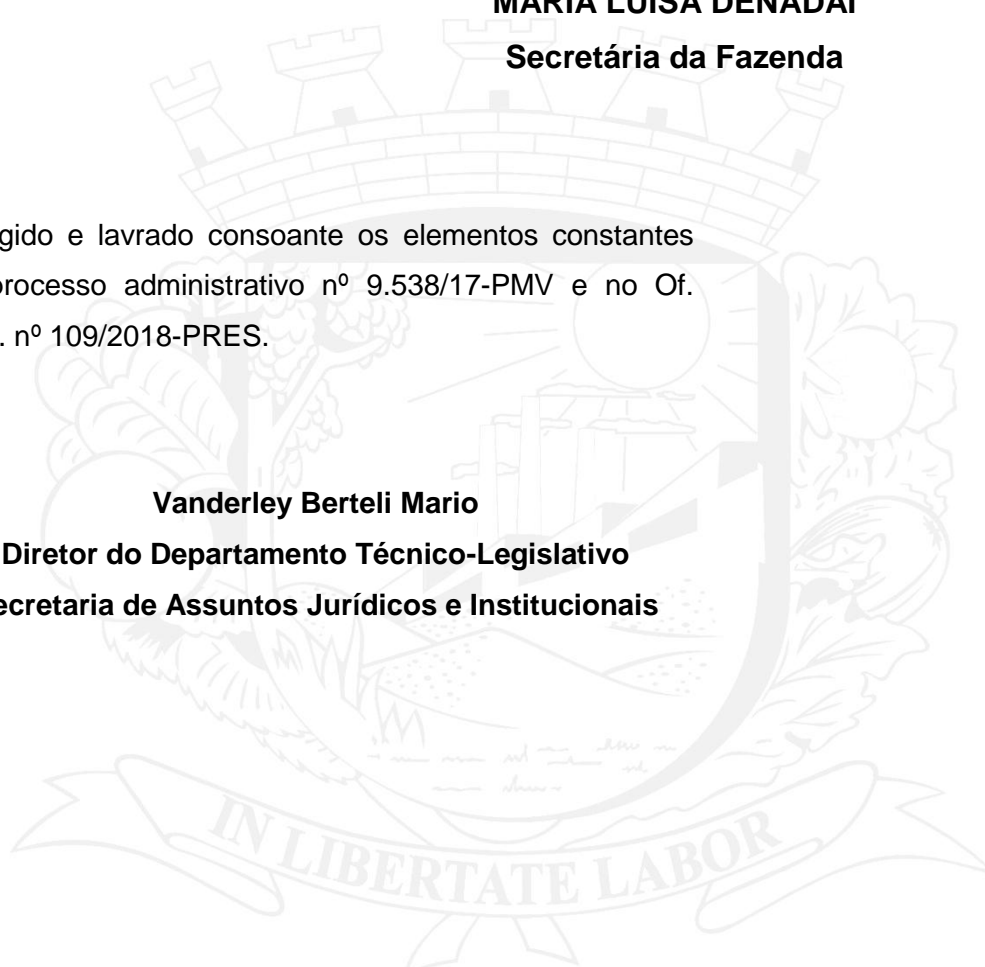 MARIA LUISA DENADAI
Secretária da Fazenda
gido e lavrado consoante os elementos constantes
processo administrativo nº 9.538/17-PMV e no Of.
. nº 109/2018-PRES.
Vanderley Berteli Mario
Diretor do Departamento Técnico-Legislativo
ecretaria de Assuntos Jurídicos e Institucionais
IN LIBERTATE LABOR